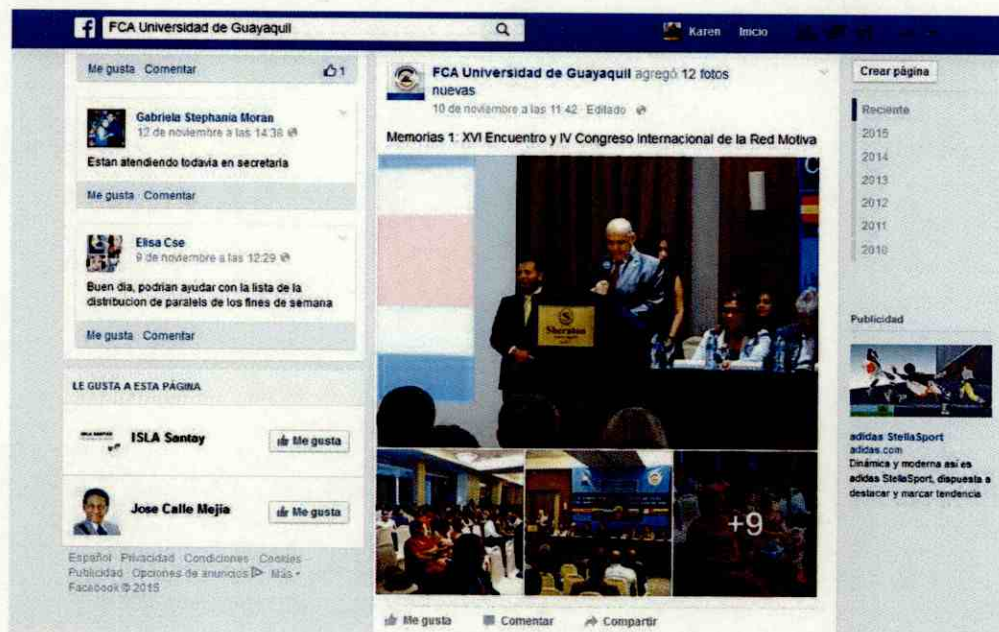 f FCA Universidad de Guayaquil
Karen Inicio
Me gusta Comentar 1
Gabriela Stephania Moran
12 de noviembre a las 14:38
Estan atendiendo todavia en secretaria
Me gusta Comentar
Elisa Cse
9 de noviembre a las 12:29
Buen dia, podrian ayudar con la lista de la
distribucion de paralels de los fines de semana
Me gusta Comentar
LE GUSTA A ESTA PÁGINA
ISLA Santay
Me gusta
Jose Calle Mejía
Me gusta
Español Privacidad Condiciones Cookies
Publicidad Opciones de anuncios Más
Facebook © 2015
FCA Universidad de Guayaquil agregó 12 fotos
nuevas
10 de noviembre a las 11:42 · Editado
Memorias 1: XVI Encuentro y IV Congreso Internacional de la Red Motiva
Sheraton
+9
Me gusta Comentar Compartir
Crear página
Reciente
2015
2014
2013
2012
2011
2010
Publicidad
adidas StellaSport
adidas.com
Dinámica y moderna así es
adidas StellaSport, dispuesta a
destacar y marcar tendencia